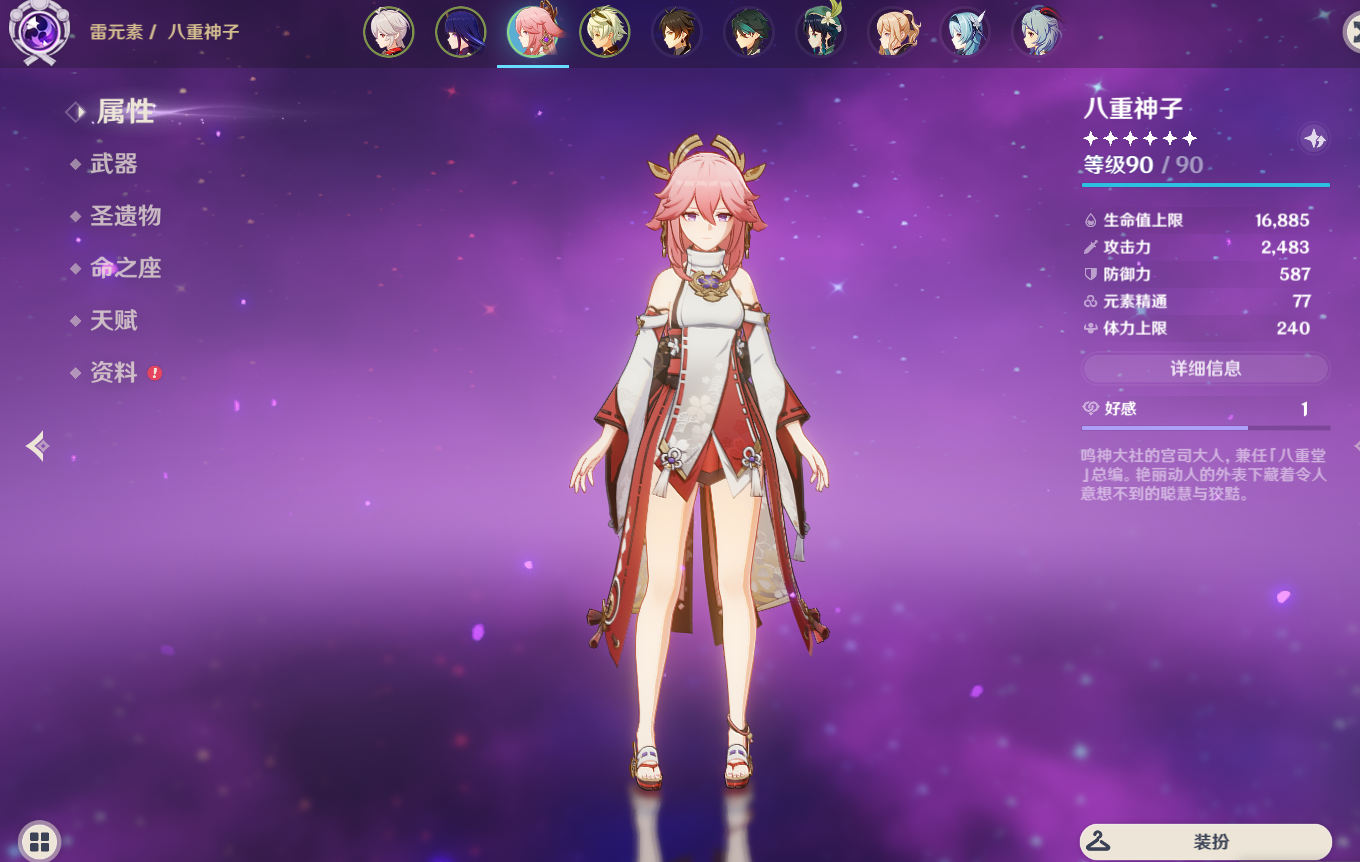 雷元素 / 八重神子
属性
武器
圣遗物
命之座
天赋
资料
八重神子
等级90 / 90
生命值上限 16,885
攻击力 2,483
防御力 587
元素精通 77
体力上限 240
详细信息
好感 1
鸣神大社的宫司大人，兼任「八重堂
」总编。艳丽动人的外表下藏着令人
意想不到的聪慧与狡黠。
装扮